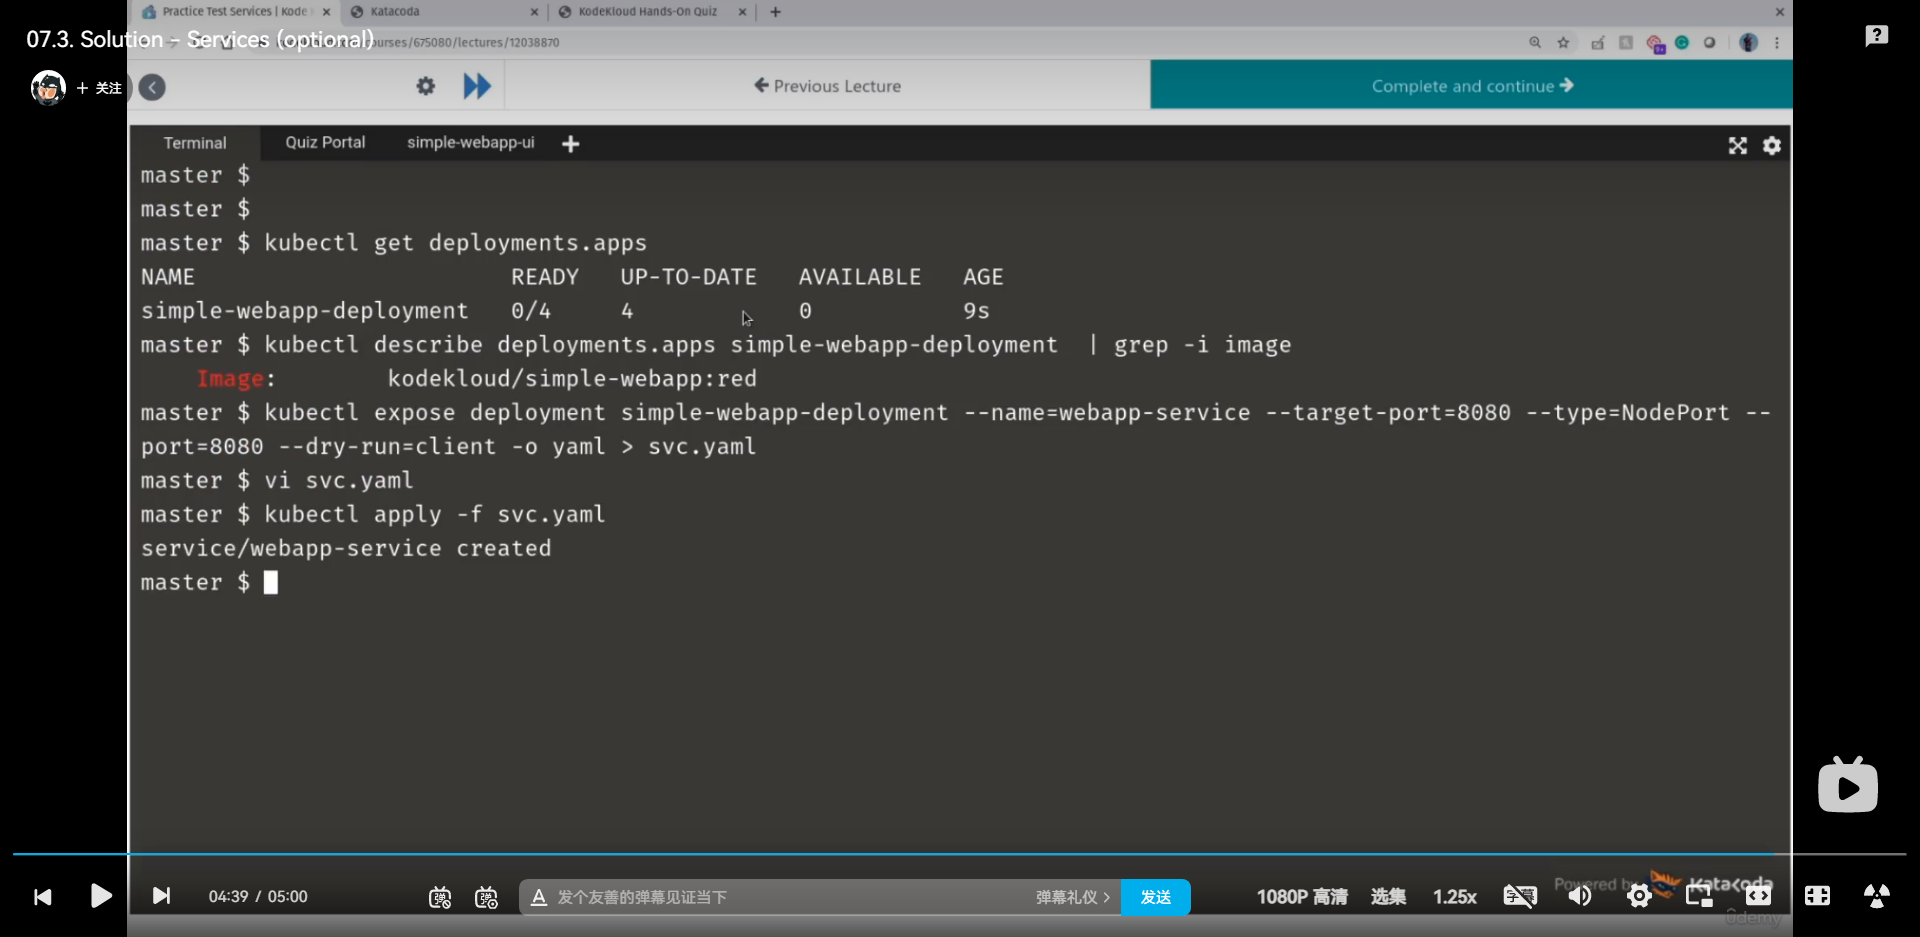 Practice Test Services | Kode
Katacoda
KodeKloud Hands-On Quiz
07.3. Solution – Services (optional)
courses/675080/lectures/12038870
+ 关注
Previous Lecture
Complete and continue
Terminal
Quiz Portal
simple-webapp-ui
master $
master $
master $ kubectl get deployments.apps
NAME READY UP-TO-DATE AVAILABLE AGE
simple-webapp-deployment 0/4 4 0 9s
master $ kubectl describe deployments.apps simple-webapp-deployment | grep -i image
Image: kodekloud/simple-webapp:red
master $ kubectl expose deployment simple-webapp-deployment --name=webapp-service --target-port=8080 --type=NodePort --
port=8080 --dry-run=client -o yaml > svc.yaml
master $ vi svc.yaml
master $ kubectl apply -f svc.yaml
service/webapp-service created
master $
04:39 / 05:00
弹
弹
A 发个友善的弹幕见证当下
弹幕礼仪 >
发送
1080P 高清
选集
1.25x
字幕
Powered by Katacoda
Udemy